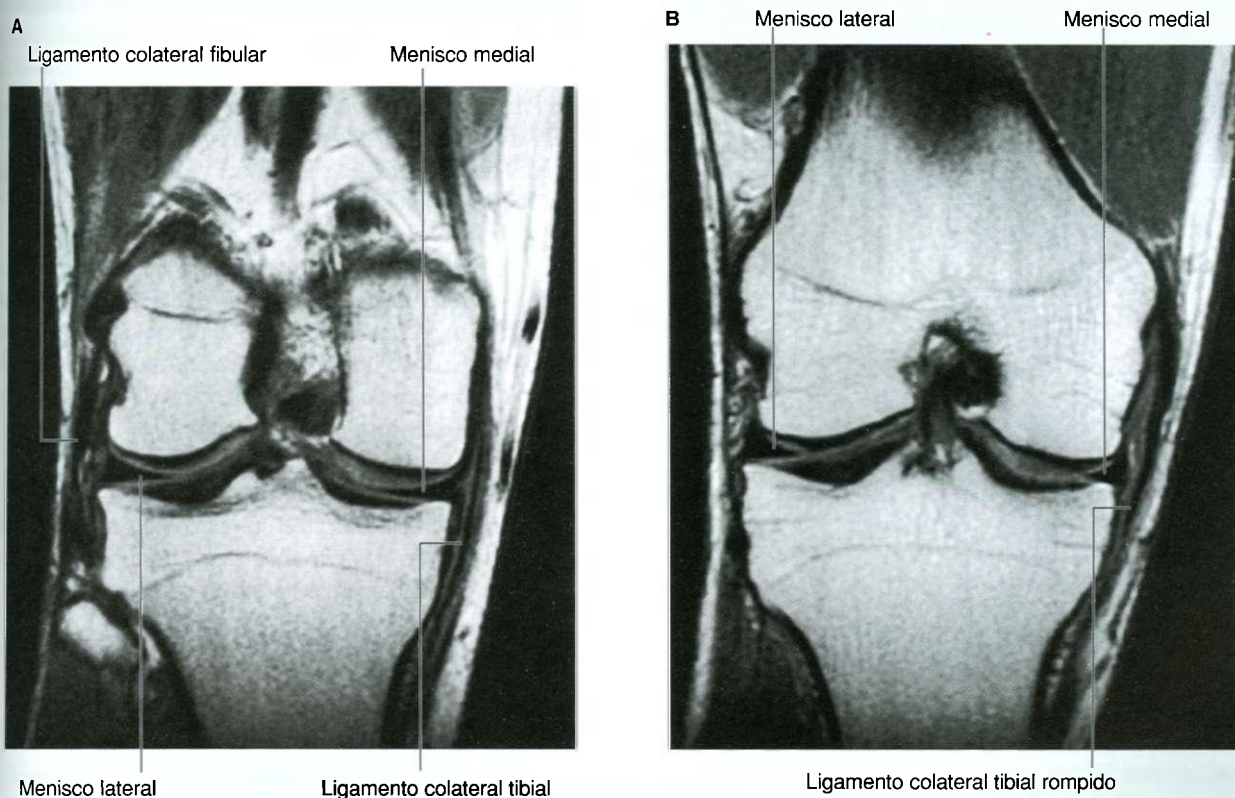 A
Ligamento colateral fibular
Menisco medial
Menisco lateral
Ligamento colateral tibial
B
Menisco lateral
Menisco medial
Ligamento colateral tibial rompido